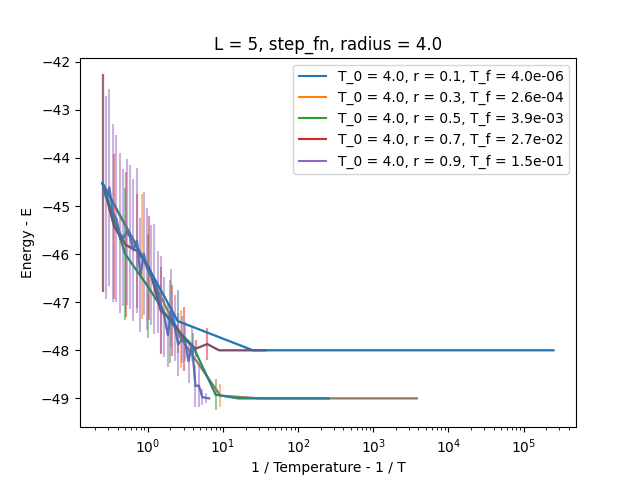 L = 5, step_fn, radius = 4.0
T_0 = 4.0, r = 0.1, T_f = 4.0e-06
T_0 = 4.0, r = 0.3, T_f = 2.6e-04
T_0 = 4.0, r = 0.5, T_f = 3.9e-03
T_0 = 4.0, r = 0.7, T_f = 2.7e-02
T_0 = 4.0, r = 0.9, T_f = 1.5e-01
Energy - E
−42
−43
−44
−45
−46
−47
−48
−49
10⁰ 10¹ 10² 10³ 10⁴ 10⁵
1 / Temperature - 1 / T